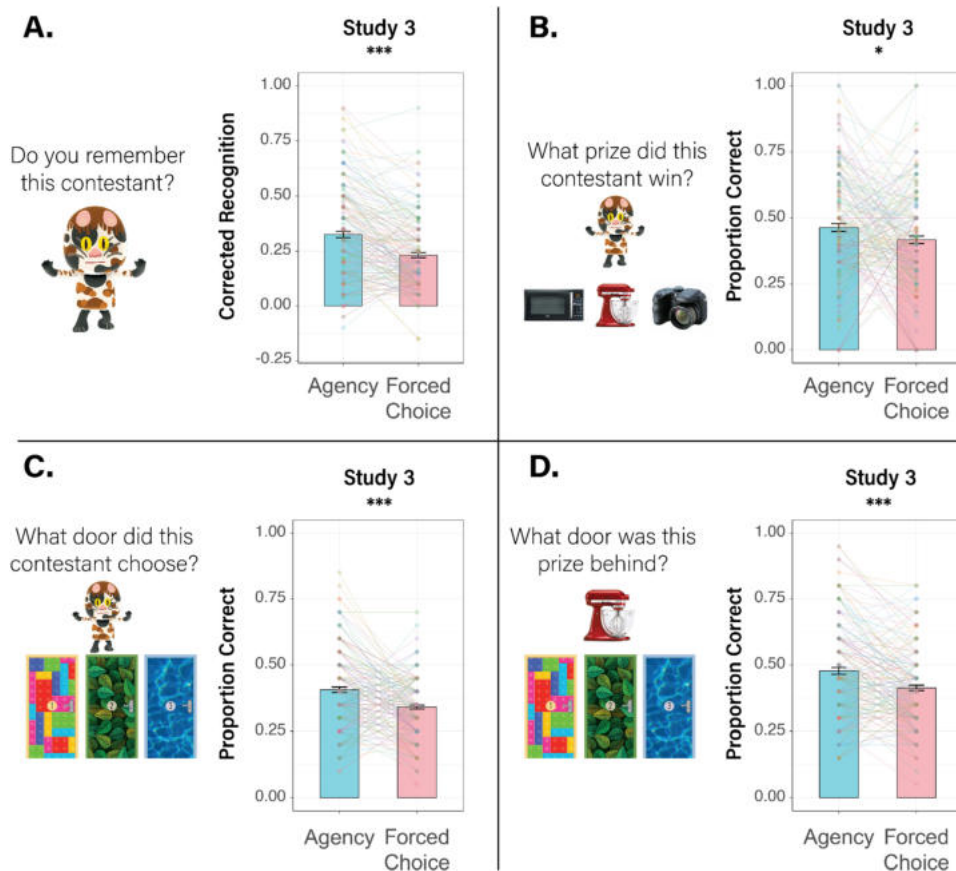 A.
Study 3
***
Do you remember
this contestant?
Corrected Recognition
1.00
0.75
0.50
0.25
0.00
-0.25
Agency Forced
Choice
B.
Study 3
*
What prize did this
contestant win?
Proportion Correct
1.00
0.75
0.50
0.25
0.00
Agency Forced
Choice
C.
Study 3
***
What door did this
contestant choose?
Proportion Correct
1.00
0.75
0.50
0.25
0.00
Agency Forced
Choice
D.
Study 3
***
What door was this
prize behind?
Proportion Correct
1.00
0.75
0.50
0.25
0.00
Agency Forced
Choice